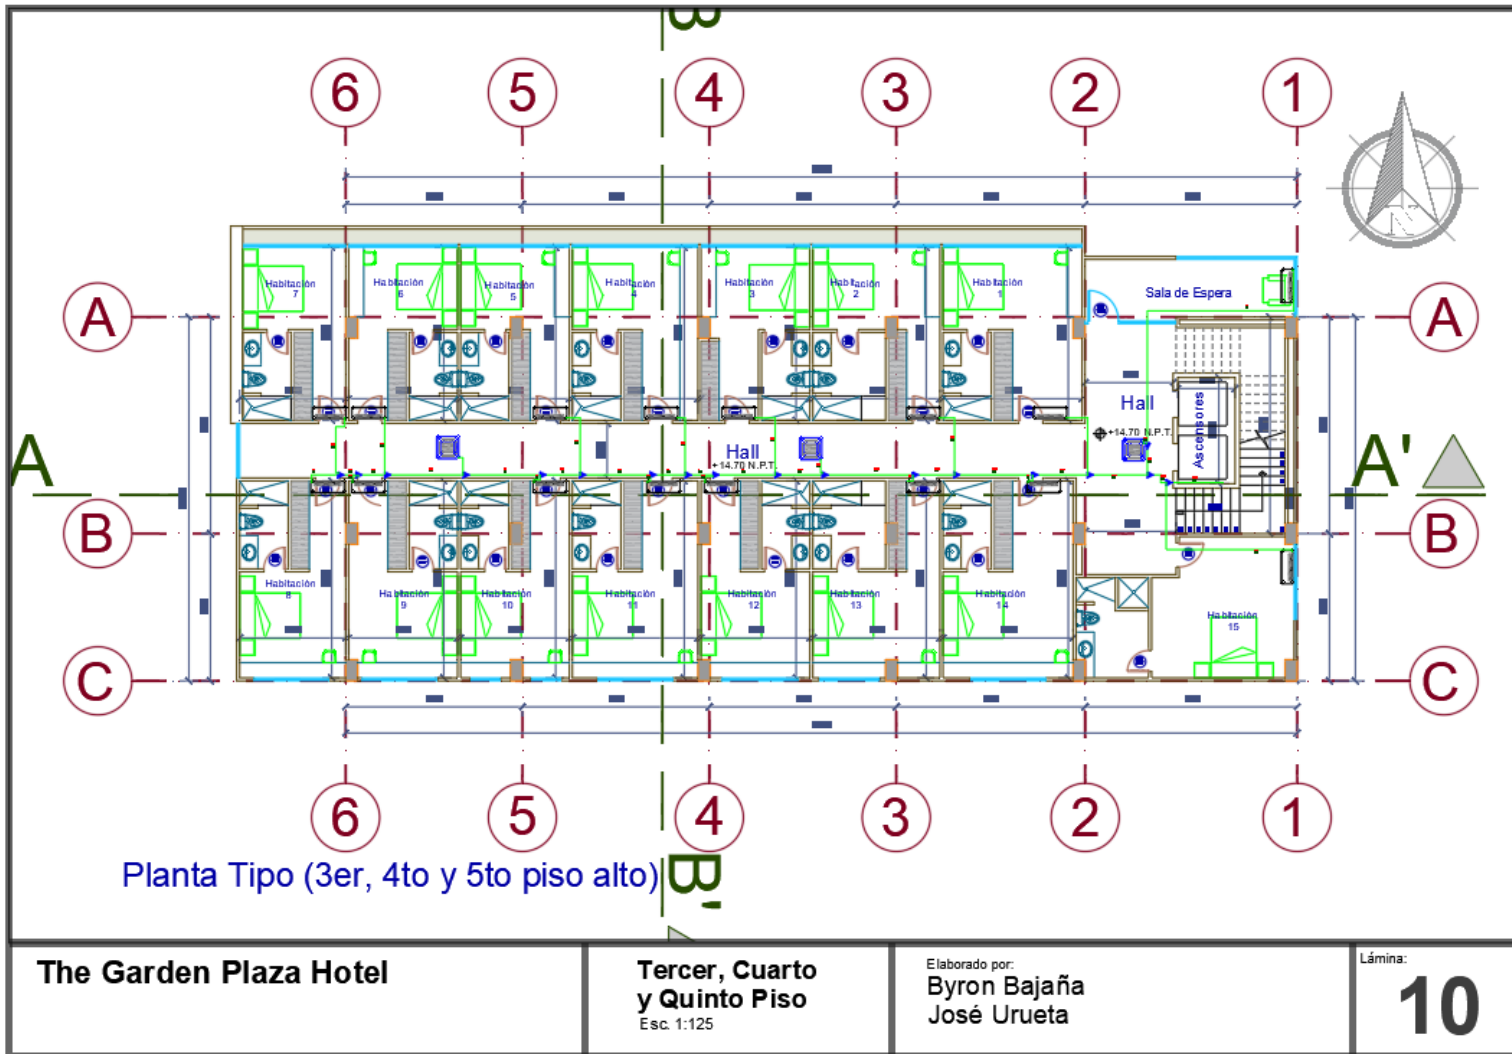 B
6 5 4 3 2 1
N
Habitación
7
Habitación
6
Habitación
5
Habitación
4
Habitación
3
Habitación
2
Habitación
1
Sala de Espera
A A
Hall
+14.70 N.P.T.
Ascensores
Hall
+14.70 N.P.T.
A A'
B B
Habitación
8
Habitación
9
Habitación
10
Habitación
11
Habitación
12
Habitación
13
Habitación
14
Habitación
15
C C
6 5 4 3 2 1
Planta Tipo (3er, 4to y 5to piso alto)
B'
The Garden Plaza Hotel
Tercer, Cuarto
y Quinto Piso
Esc. 1:125
Elaborado por:
Byron Bajaña
José Urueta
Lámina:
10